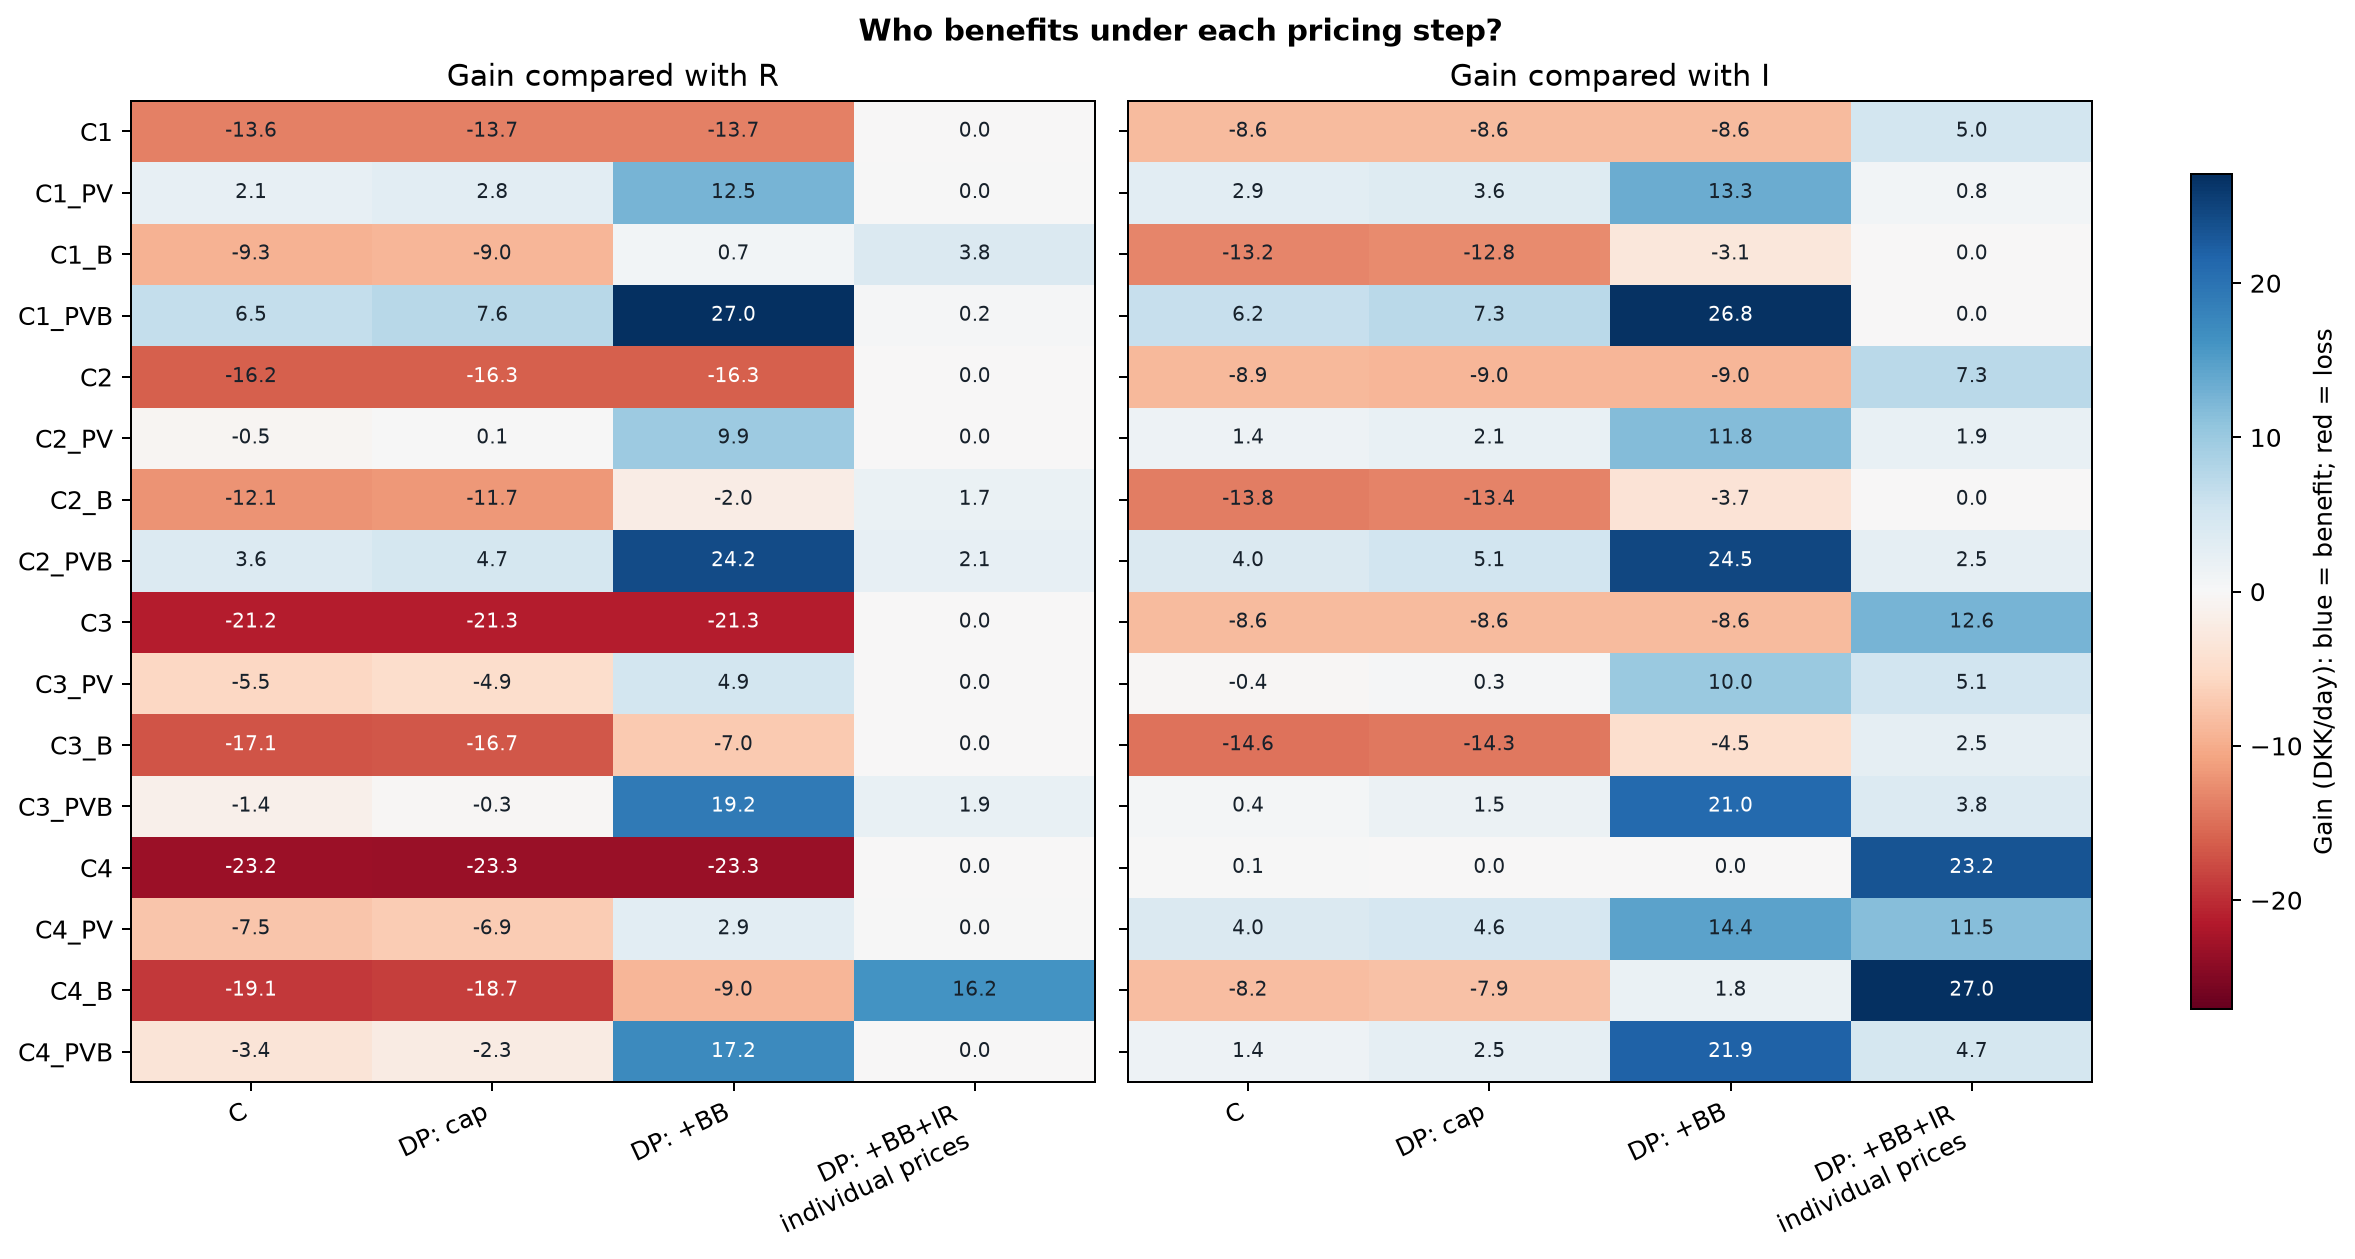 Who benefits under each pricing step?
Gain compared with R
Gain compared with I
C1 -13.6 -13.7 -13.7 0.0 -8.6 -8.6 -8.6 5.0
C1_PV 2.1 2.8 12.5 0.0 2.9 3.6 13.3 0.8
C1_B -9.3 -9.0 0.7 3.8 -13.2 -12.8 -3.1 0.0
C1_PVB 6.5 7.6 27.0 0.2 6.2 7.3 26.8 0.0
C2 -16.2 -16.3 -16.3 0.0 -8.9 -9.0 -9.0 7.3
C2_PV -0.5 0.1 9.9 0.0 1.4 2.1 11.8 1.9
C2_B -12.1 -11.7 -2.0 1.7 -13.8 -13.4 -3.7 0.0
C2_PVB 3.6 4.7 24.2 2.1 4.0 5.1 24.5 2.5
C3 -21.2 -21.3 -21.3 0.0 -8.6 -8.6 -8.6 12.6
C3_PV -5.5 -4.9 4.9 0.0 -0.4 0.3 10.0 5.1
C3_B -17.1 -16.7 -7.0 0.0 -14.6 -14.3 -4.5 2.5
C3_PVB -1.4 -0.3 19.2 1.9 0.4 1.5 21.0 3.8
C4 -23.2 -23.3 -23.3 0.0 0.1 0.0 0.0 23.2
C4_PV -7.5 -6.9 2.9 0.0 4.0 4.6 14.4 11.5
C4_B -19.1 -18.7 -9.0 16.2 -8.2 -7.9 1.8 27.0
C4_PVB -3.4 -2.3 17.2 0.0 1.4 2.5 21.9 4.7
C
DP: cap
DP: +BB
DP: +BB+IR
individual prices
C
DP: cap
DP: +BB
DP: +BB+IR
individual prices
20
10
0
−10
−20
Gain (DKK/day): blue = benefit; red = loss